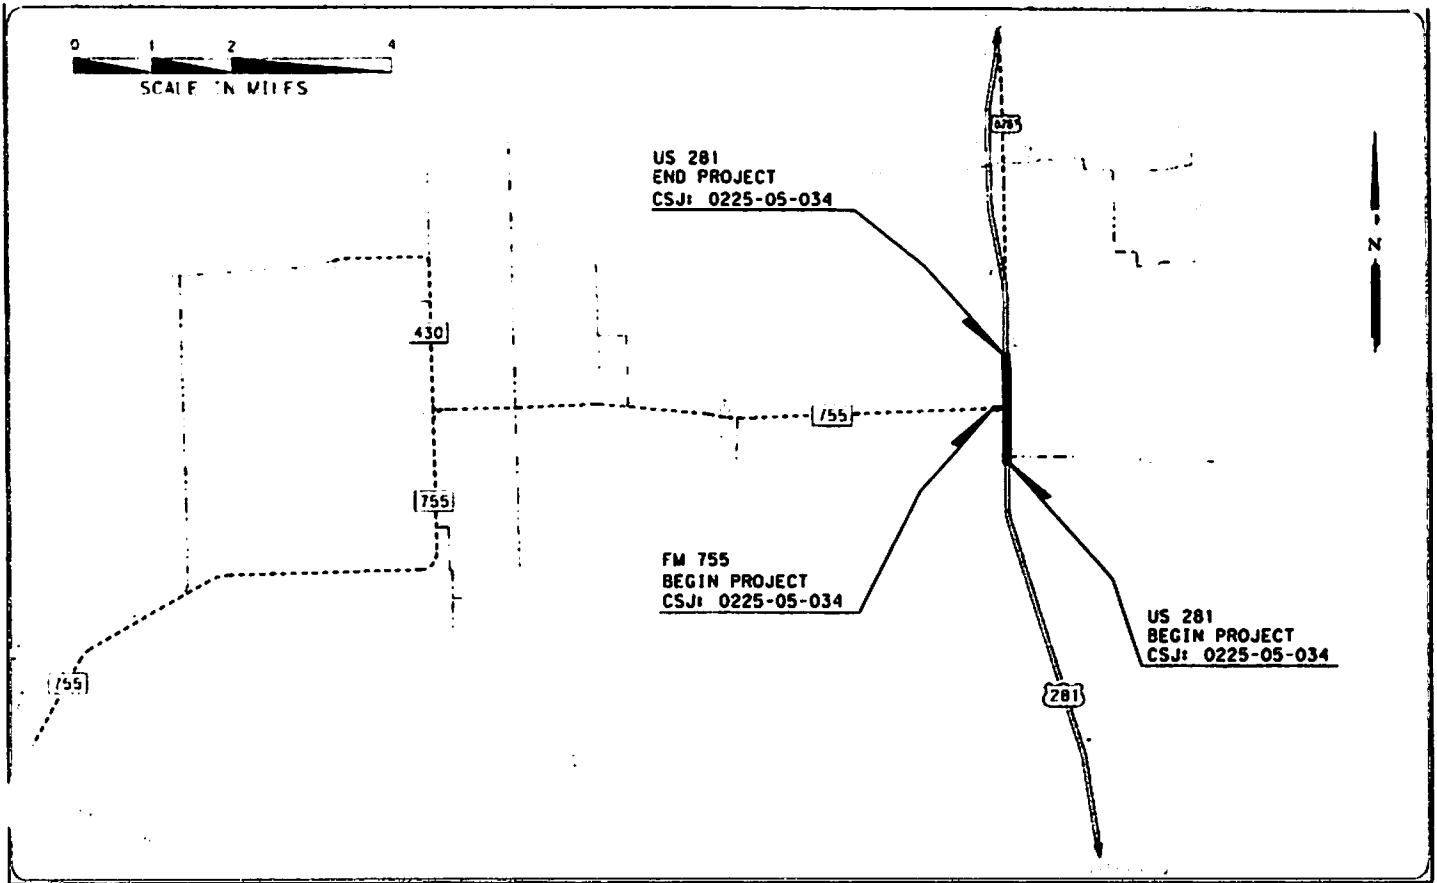 0 1 2 4
SCALE IN MILES
US 281
END PROJECT
CSJ: 0225-05-034
N
430
755
755
FM 755
BEGIN PROJECT
CSJ: 0225-05-034
US 281
BEGIN PROJECT
CSJ: 0225-05-034
755
281